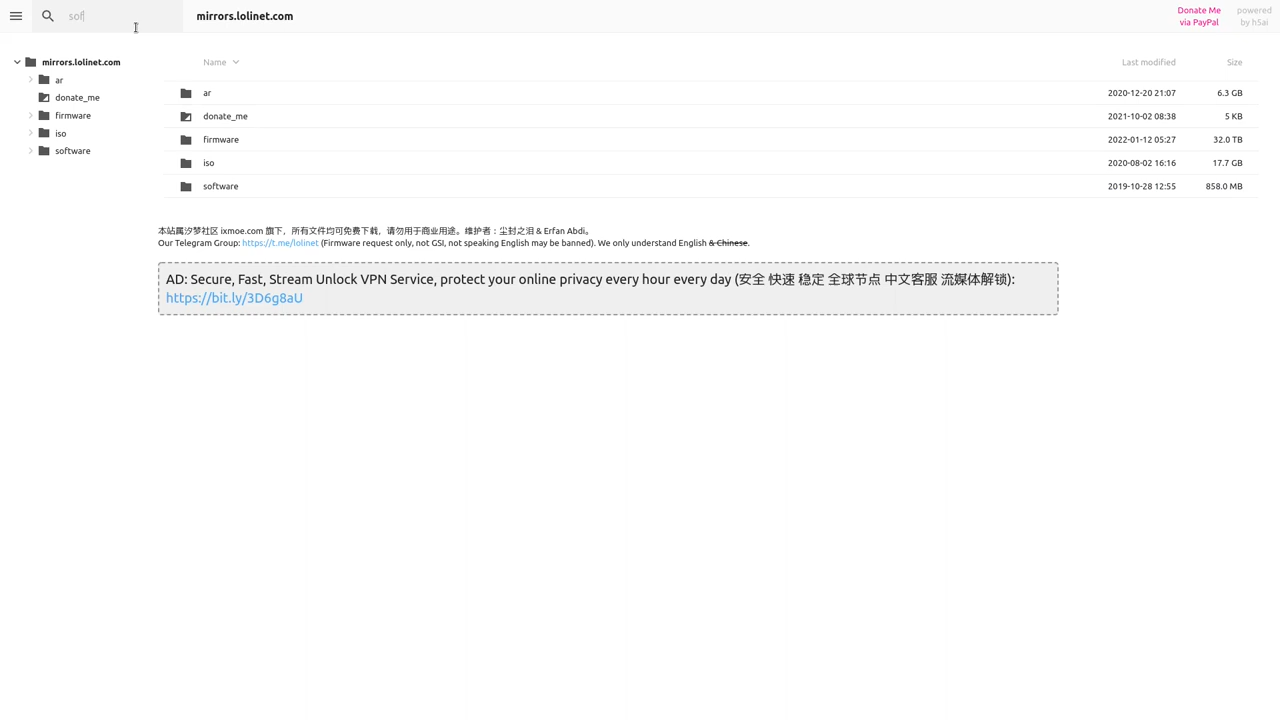 sof
mirrors.lolinet.com
Donate Me
via PayPal
powered
by h5ai
mirrors.lolinet.com
ar
donate_me
firmware
iso
software
Name Last modified Size
ar 2020-12-20 21:07 6.3 GB
donate_me 2021-10-02 08:38 5 KB
firmware 2022-01-12 05:27 32.0 TB
iso 2020-08-02 16:16 17.7 GB
software 2019-10-28 12:55 858.0 MB
本站属汐梦社区 ixmoe.com 旗下，所有文件均可免费下载，请勿用于商业用途。维护者：尘封之泪 & Erfan Abdi。
Our Telegram Group: https://t.me/lolinet (Firmware request only, not GSI, not speaking English may be banned). We only understand English & Chinese.
AD: Secure, Fast, Stream Unlock VPN Service, protect your online privacy every hour every day (安全 快速 稳定 全球节点 中文客服 流媒体解锁):
https://bit.ly/3D6g8aU